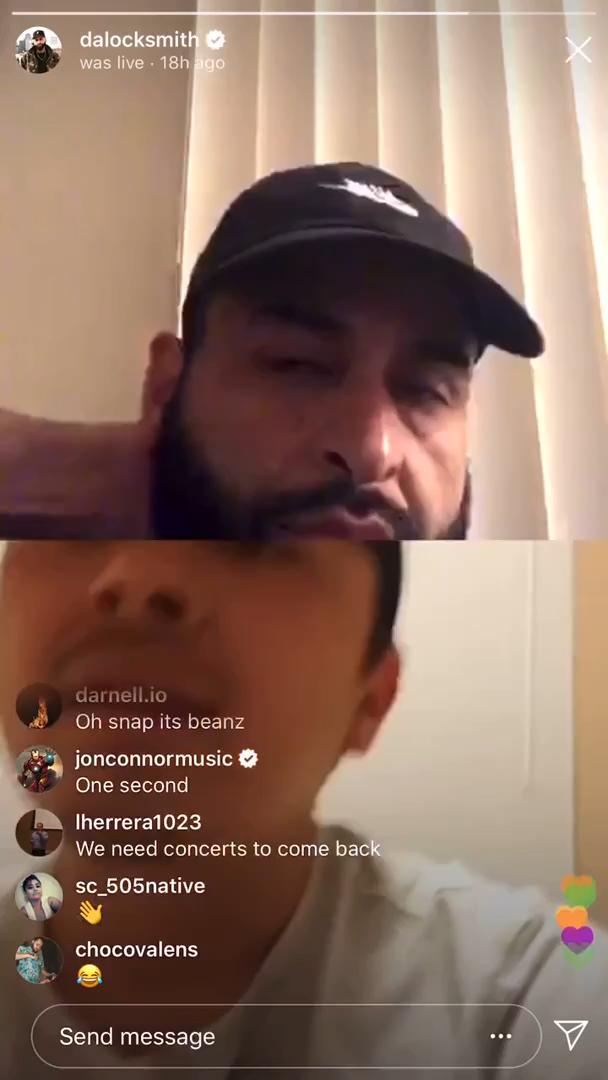 dalocksmith
was live · 18h ago
darnell.io
Oh snap its beanz
jonconnormusic
One second
lherrera1023
We need concerts to come back
sc_505native
👋
chocovalens
😂
Send message